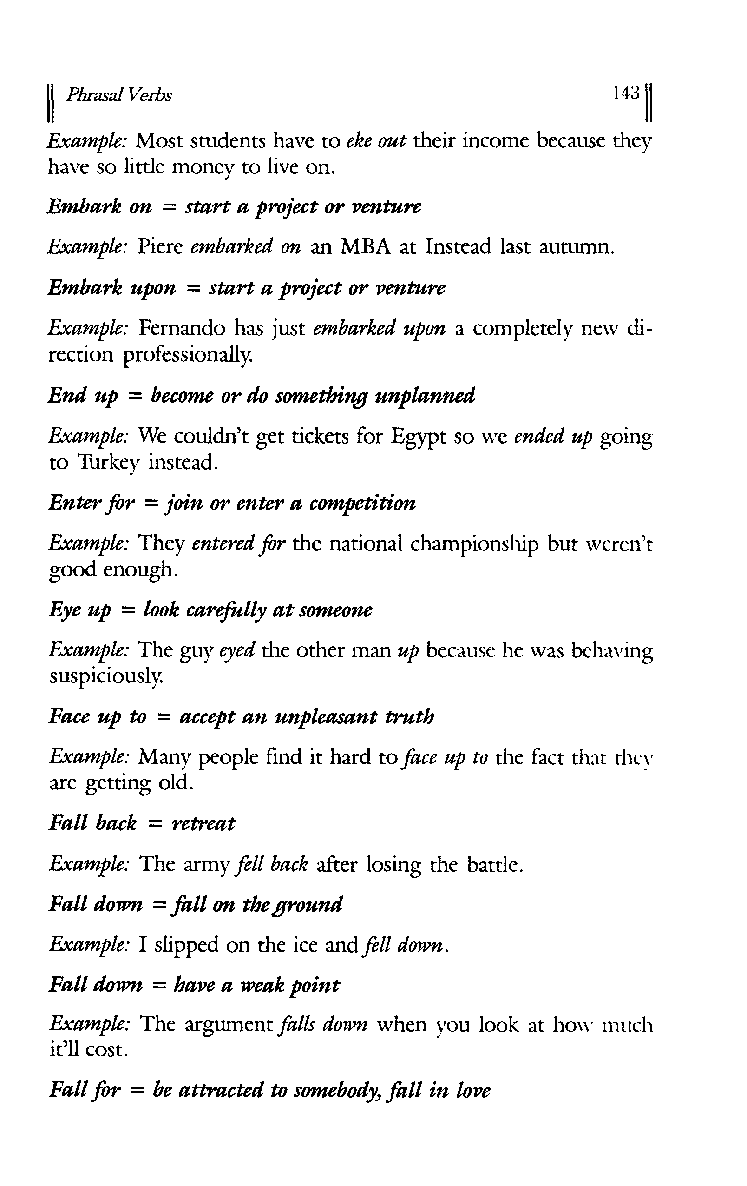 Phrasal Verbs 143
Example: Most students have to eke out their income because they
have so little money to live on.
Embark on = start a project or venture
Example: Piere embarked on an MBA at Instead last autumn.
Embark upon = start a project or venture
Example: Fernando has just embarked upon a completely new di-
rection professionally.
End up = become or do something unplanned
Example: We couldn't get tickets for Egypt so we ended up going
to Turkey instead.
Enter for = join or enter a competition
Example: They entered for the national championship but weren't
good enough.
Eye up = look carefully at someone
Example: The guy eyed the other man up because he was behaving
suspiciously.
Face up to = accept an unpleasant truth
Example: Many people find it hard to face up to the fact that they
are getting old.
Fall back = retreat
Example: The army fell back after losing the battle.
Fall down = fall on the ground
Example: I slipped on the ice and fell down.
Fall down = have a weak point
Example: The argument falls down when you look at how much
it'll cost.
Fall for = be attracted to somebody, fall in love